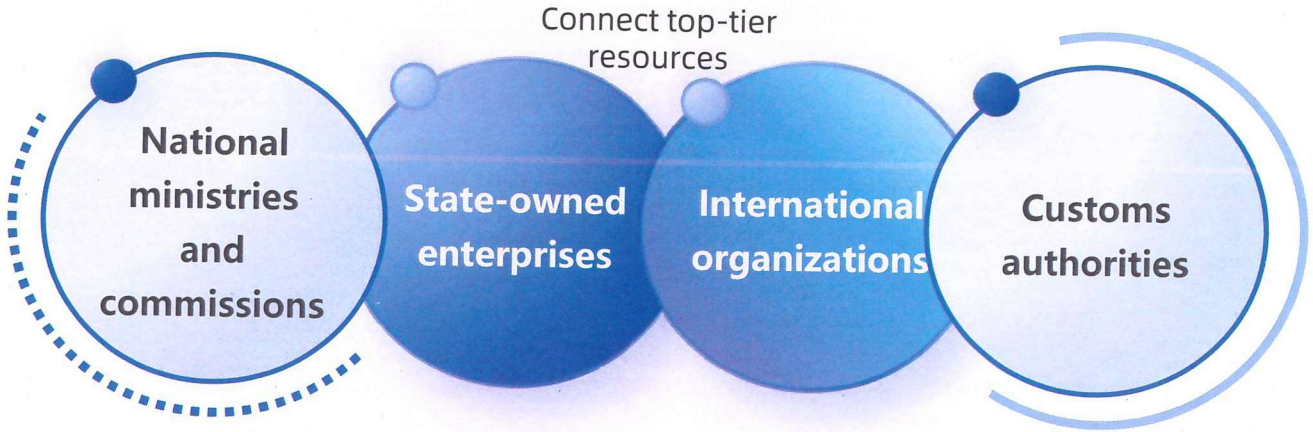 Connect top-tier
resources
National
ministries
and
commissions
State-owned
enterprises
International
organizations
Customs
authorities